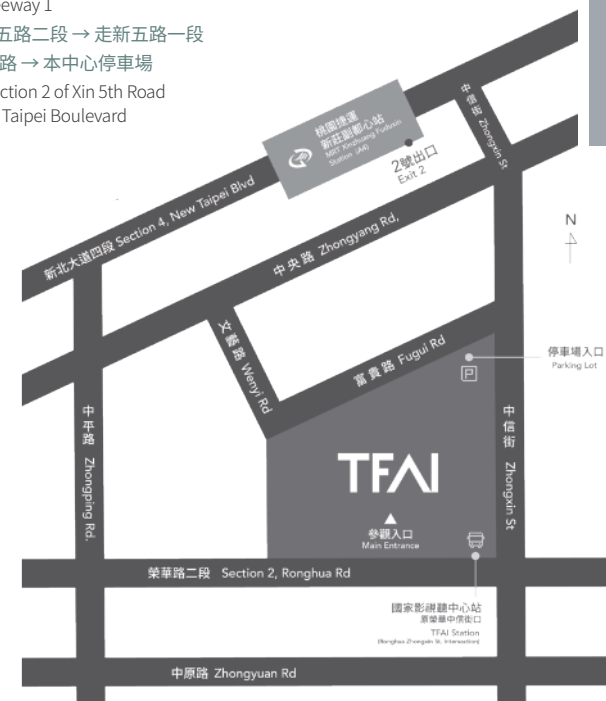 eeway 1
五路二段 → 走新五路一段
路 → 本中心停車場
ction 2 of Xin 5th Road
Taipei Boulevard
桃園捷運
新莊副都心站
MRT Xinzhuang Fuduxin
Station (A4)
2號出口
Exit 2
中信街 Zhongxin St
新北大道四段 Section 4, New Taipei Blvd
中央路 Zhongyang Rd.
N
文藝路 Wenyi Rd
富貴路 Fugui Rd
停車場入口
Parking Lot
P
中平路 Zhongping Rd.
中信街 Zhongxin St
TFAI
參觀入口
Main Entrance
榮華路二段 Section 2, Ronghua Rd
國家影視聽中心站
原榮華中信街口
TFAI Station
(Ronghua Zhongxin St. Intersection)
中原路 Zhongyuan Rd